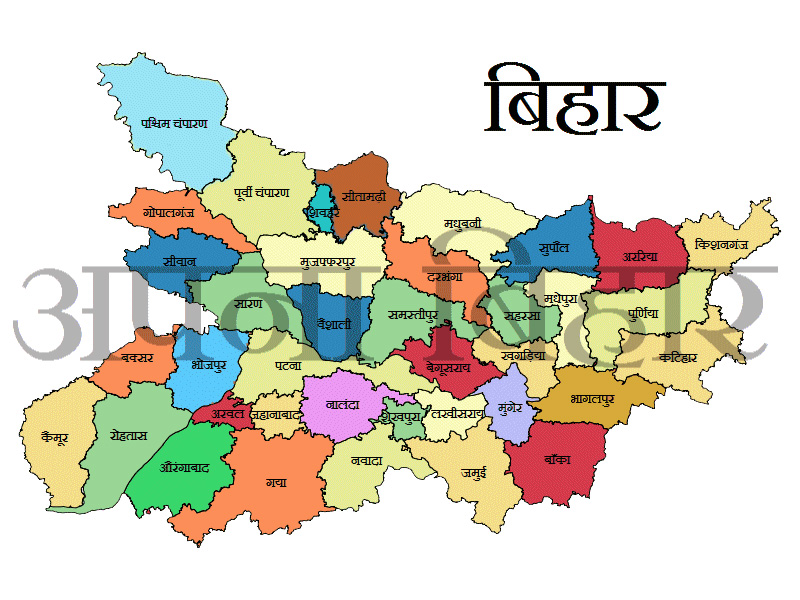 बिहार
पश्चिम चंपारण
पूर्वी चंपारण
शिवहर
सीतामढ़ी
गोपालगंज
मधुबनी
किशनगंज
सीवान
मुजफ्फरपुर
दरभंगा
सुपौल
अररिया
सारण
वैशाली
समस्तीपुर
सहरसा
मधेपुरा
पुर्णिया
अपना बिहार
बक्सर
भोजपुर
पटना
बेगूसराय
खगड़िया
कटिहार
कैमूर
रोहतास
अरवल
जहानाबाद
नालंदा
शेखपुरा
लखीसराय
मुंगेर
भागलपुर
औरंगाबाद
गया
नवादा
जमुई
बाँका